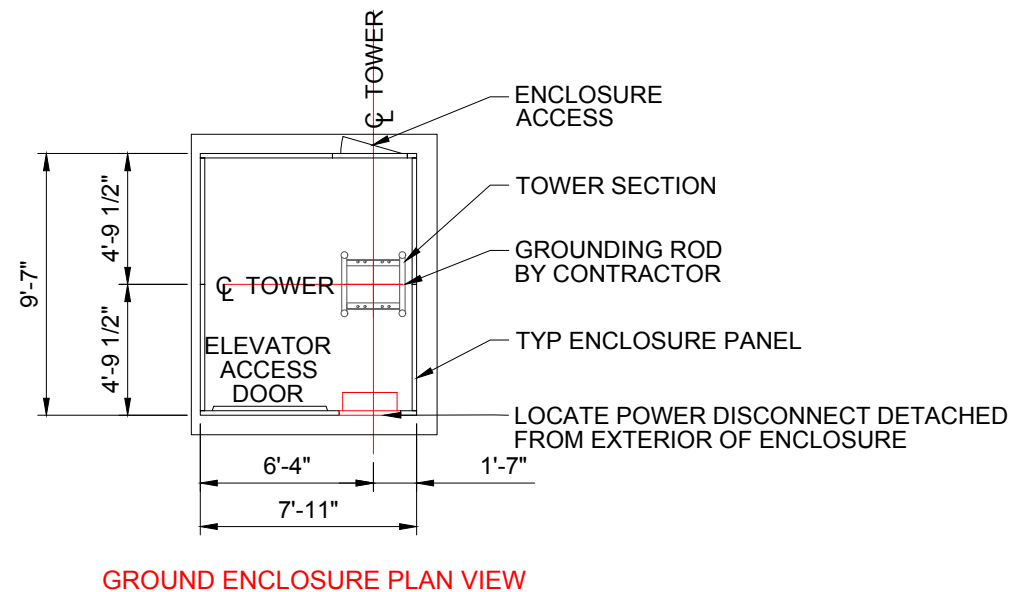 ℄ TOWER
ENCLOSURE
ACCESS
TOWER SECTION
GROUNDING ROD
BY CONTRACTOR
4'-9 1/2"
9'-7"
℄ TOWER
4'-9 1/2"
ELEVATOR
ACCESS
DOOR
TYP ENCLOSURE PANEL
LOCATE POWER DISCONNECT DETACHED
FROM EXTERIOR OF ENCLOSURE
6'-4"
1'-7"
7'-11"
GROUND ENCLOSURE PLAN VIEW